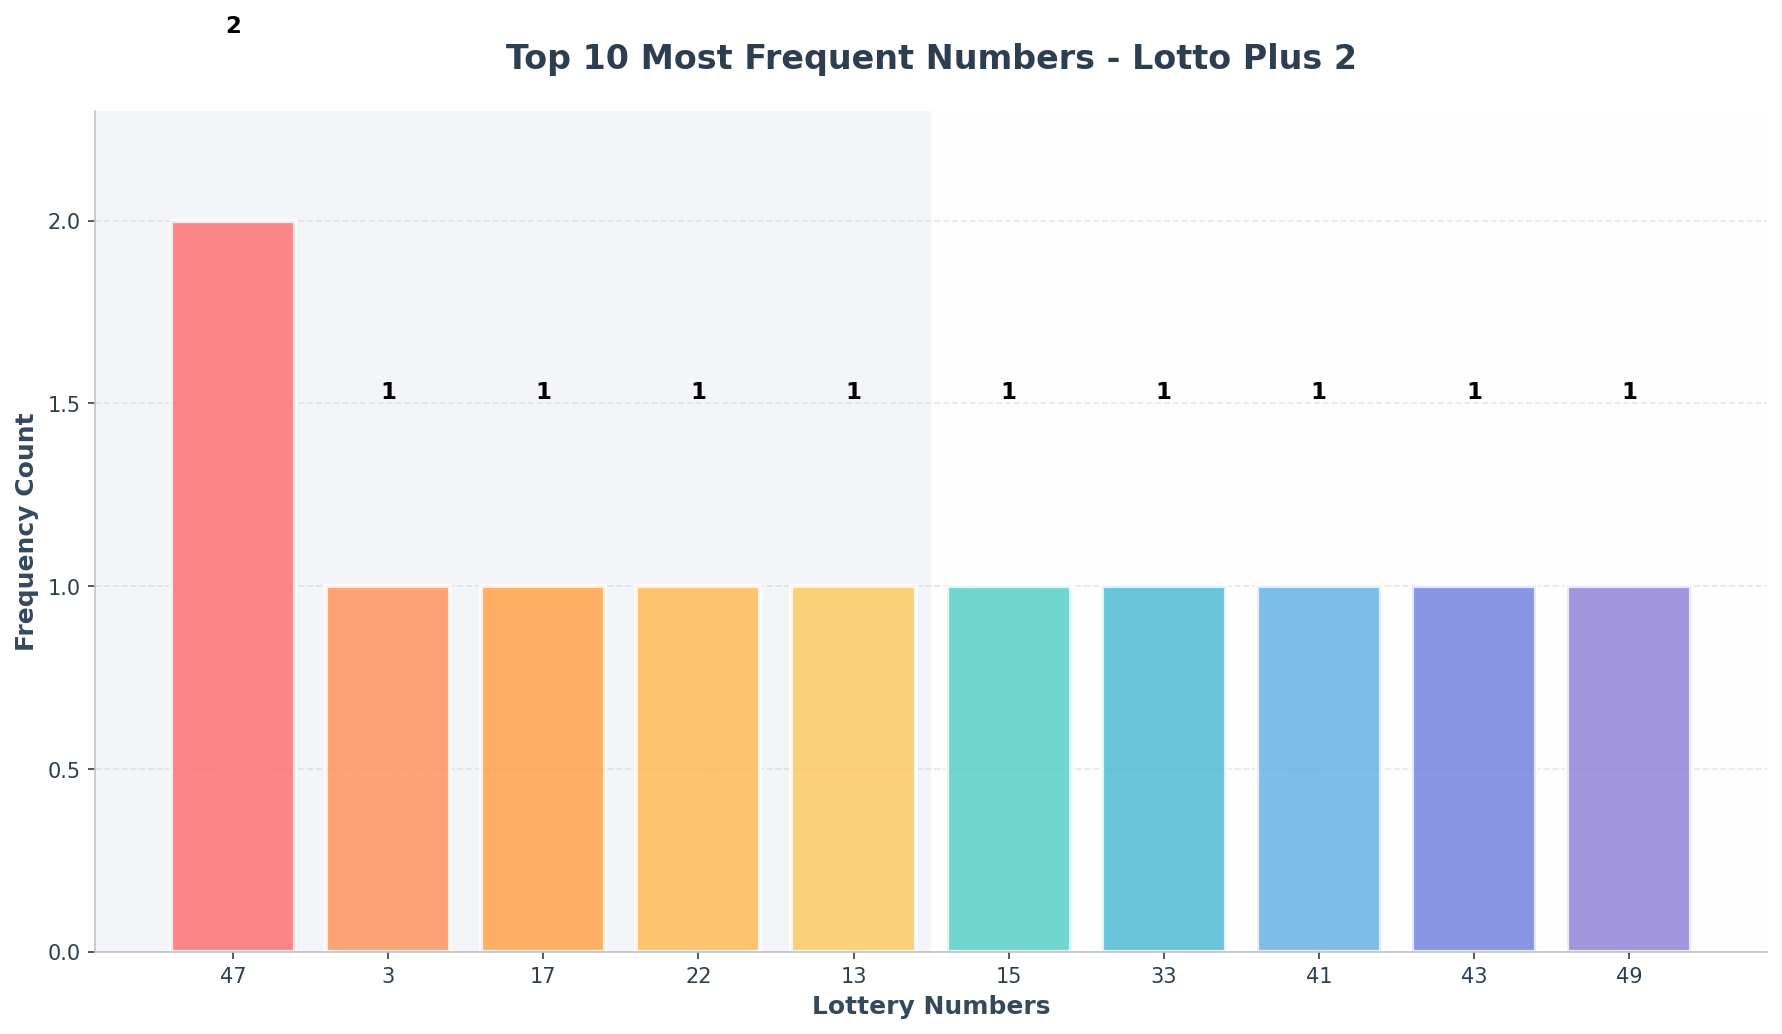 2
Top 10 Most Frequent Numbers - Lotto Plus 2
2.0
1.5
1.0
0.5
0.0
Frequency Count
1 1 1 1 1 1 1 1 1
47 3 17 22 13 15 33 41 43 49
Lottery Numbers